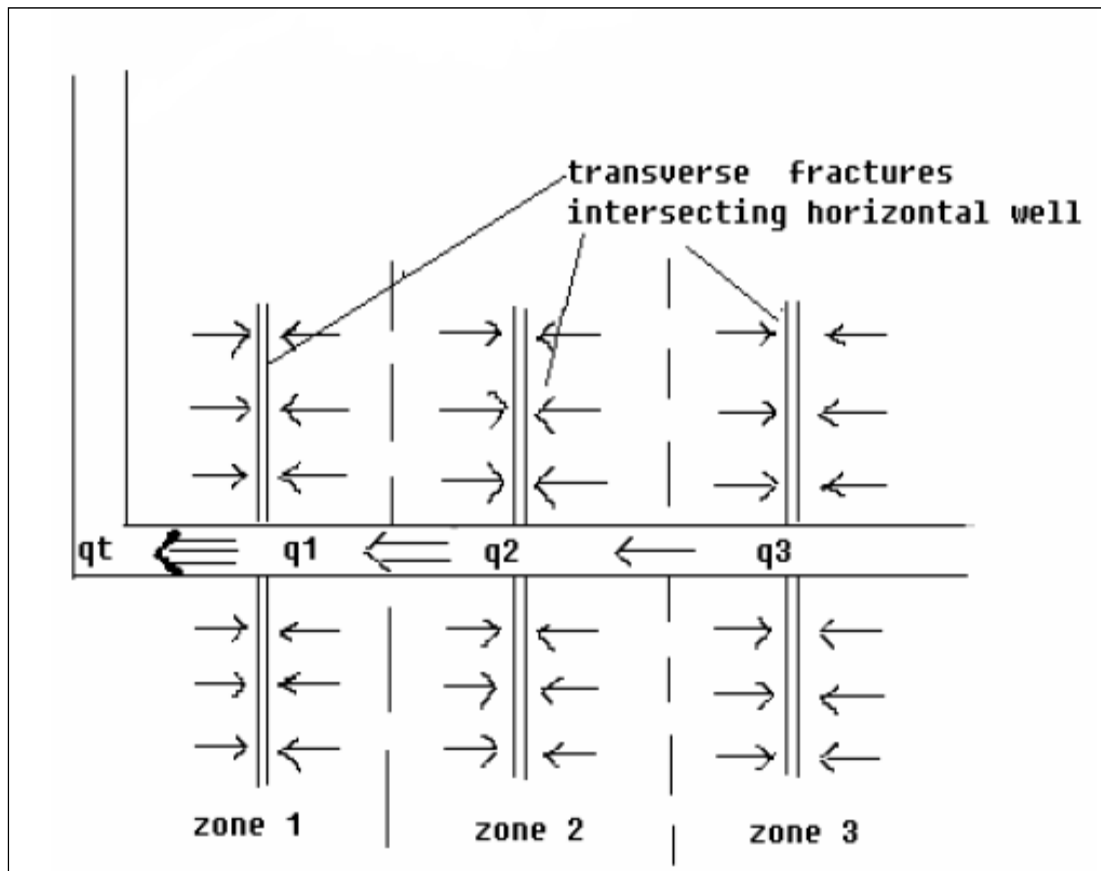 transverse fractures
intersecting horizontal well
qt q1 q2 q3
zone 1 zone 2 zone 3